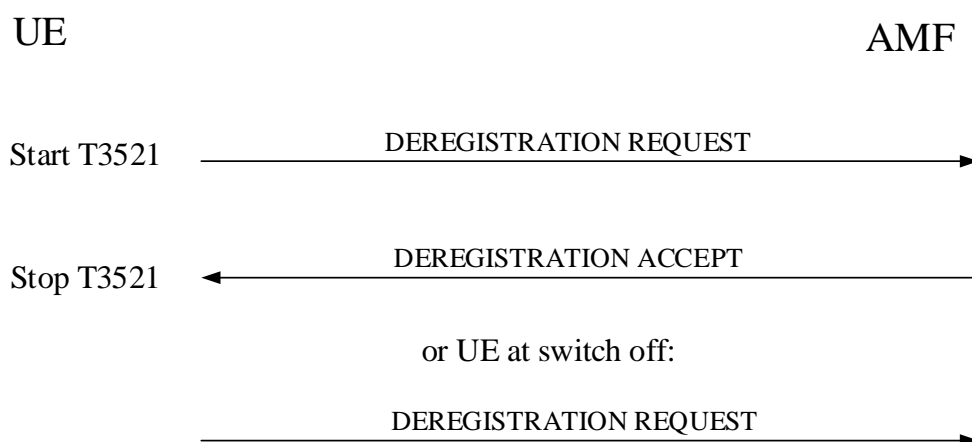 UE
AMF
Start T3521
DEREGISTRATION REQUEST
Stop T3521
DEREGISTRATION ACCEPT
or UE at switch off:
DEREGISTRATION REQUEST